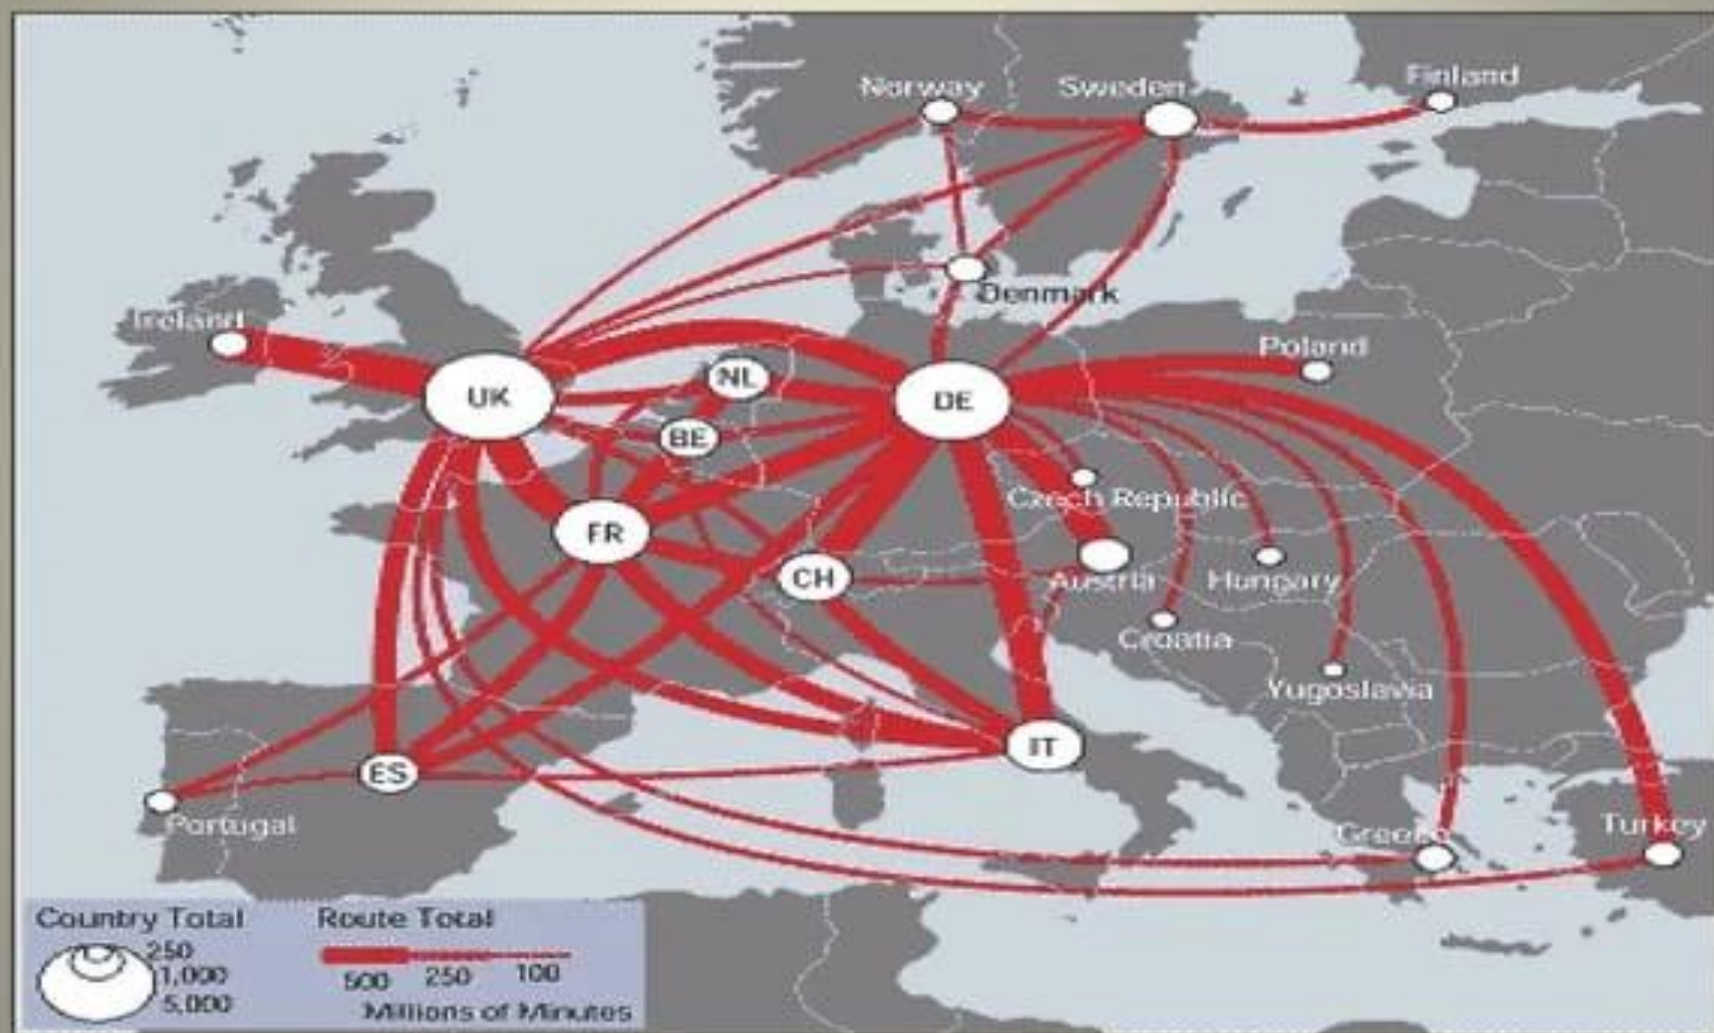 Norway
Sweden
Finland
Denmark
Ireland
Poland
UK
NL
DE
BE
Czech Republic
FR
CH
Austria
Hungary
Croatia
Yugoslavia
IT
ES
Portugal
Greece
Turkey
Country Total
250
1,000
5,000
Route Total
500 250 100
Millions of Minutes